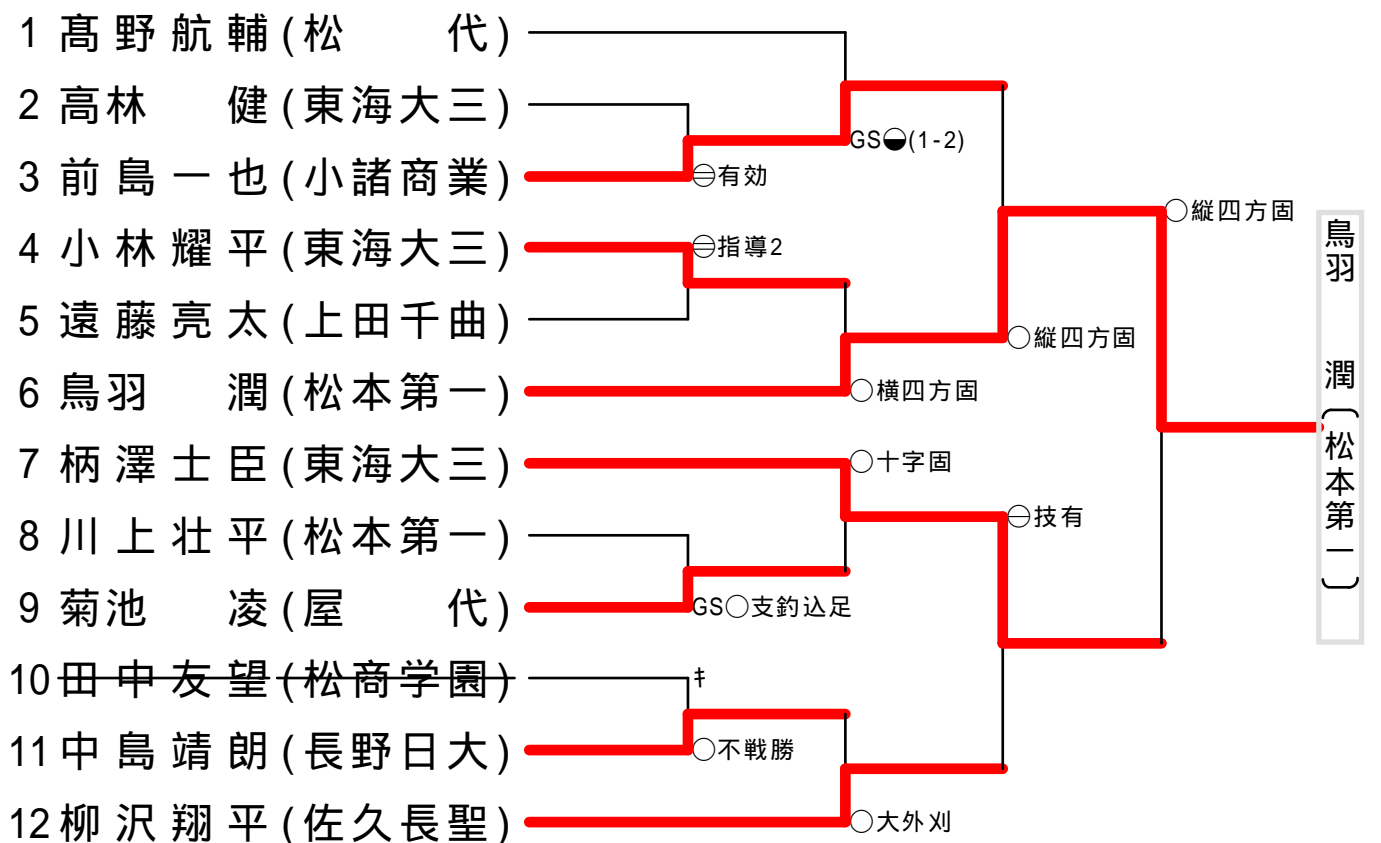 1 髙野航輔(松　代)
2 高林　健(東海大三)
3 前島一也(小諸商業)
4 小林耀平(東海大三)
5 遠藤亮太(上田千曲)
6 鳥羽　潤(松本第一)
7 柄澤士臣(東海大三)
8 川上壮平(松本第一)
9 菊池　凌(屋　代)
10 田中友望(松商学園)
11 中島靖朗(長野日大)
12 柳沢翔平(佐久長聖)
㊀有効
㊀指導2
GS○支釣込足
ｷ
○不戦勝
GS◒(1-2)
○横四方固
○十字固
○大外刈
○縦四方固
㊀技有
○縦四方固
鳥羽　潤(松本第一)